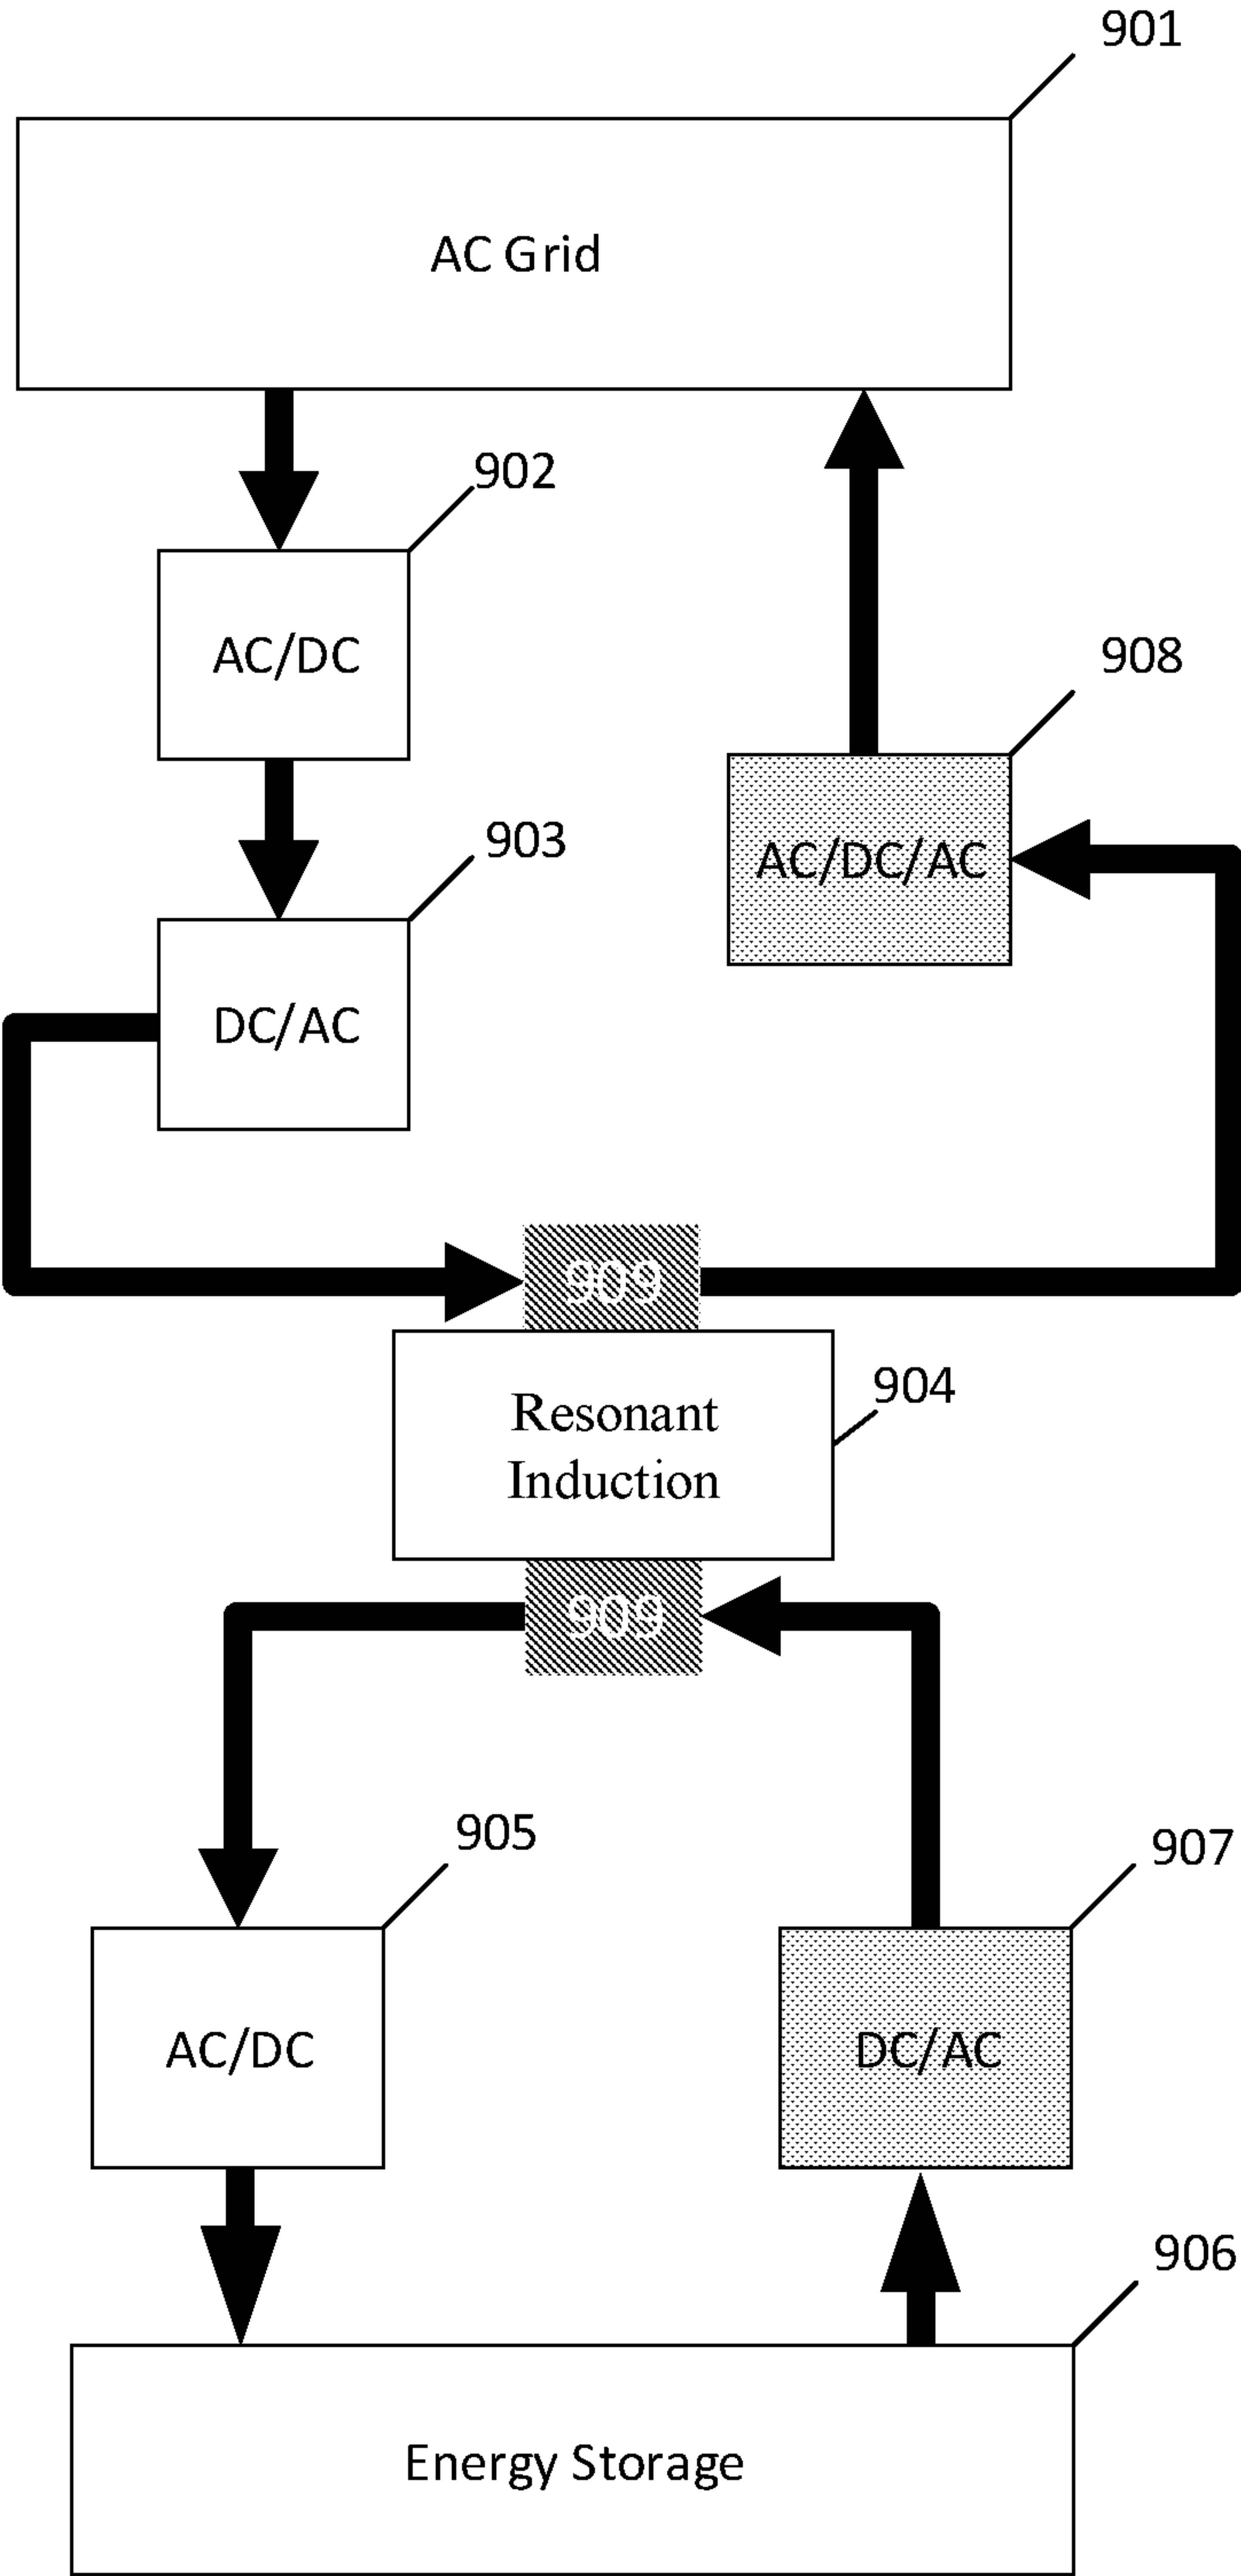 901
AC Grid
902
AC/DC
908
903
AC/DC/AC
DC/AC
909
904
Resonant
Induction
909
905
907
AC/DC
DC/AC
906
Energy Storage